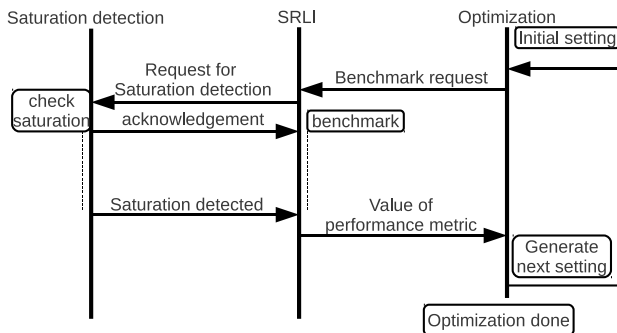 Saturation detection
SRLI
Optimization
Initial setting
Request for
Saturation detection
Benchmark request
check
saturation
acknowledgement
benchmark
Saturation detected
Value of
performance metric
Generate
next setting
Optimization done